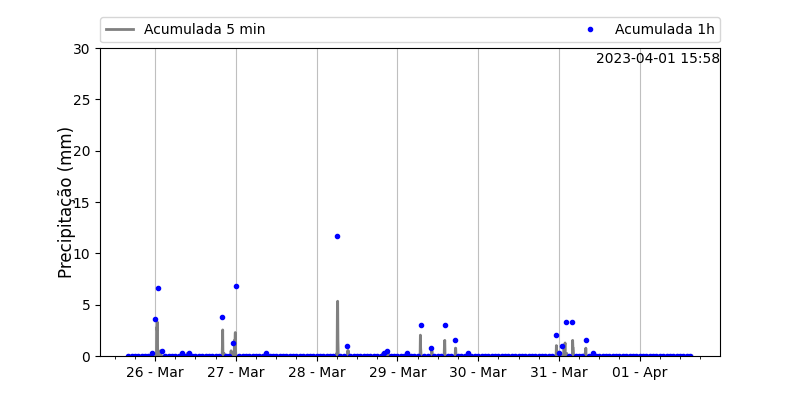 Acumulada 5 min
Acumulada 1h
2023-04-01 15:58
Precipitação (mm)
30
25
20
15
10
5
0
26 - Mar
27 - Mar
28 - Mar
29 - Mar
30 - Mar
31 - Mar
01 - Apr